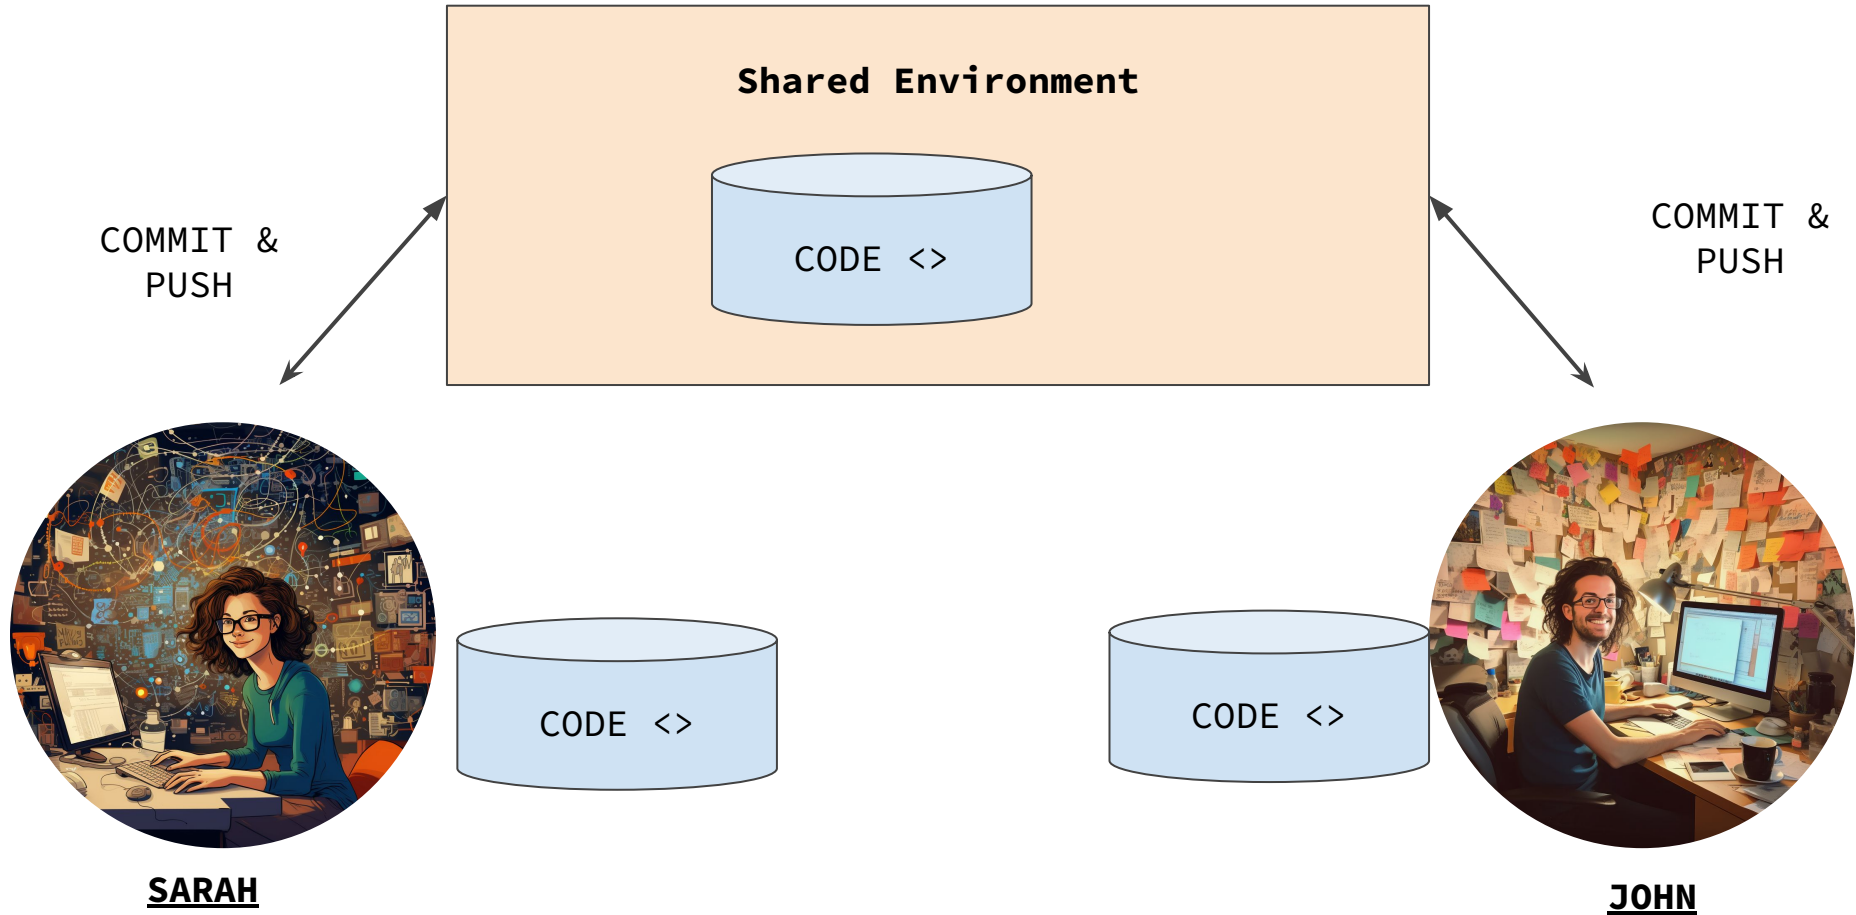 Shared Environment
CODE <>
COMMIT &
PUSH
COMMIT &
PUSH
CODE <>
CODE <>
SARAH
JOHN